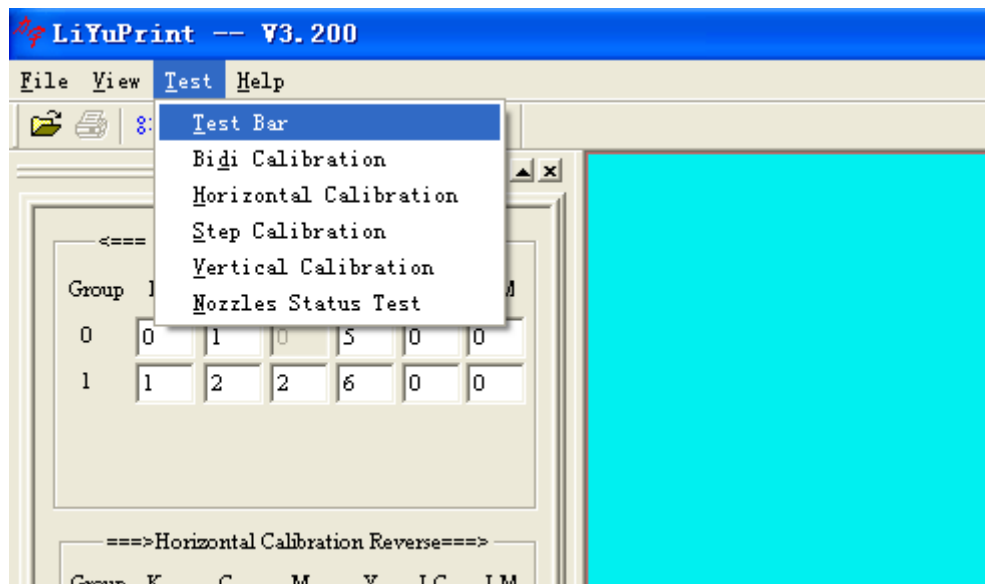 LiYuPrint -- V3.200
File View Test Help
Test Bar
Bidi Calibration
Horizontal Calibration
Step Calibration
Vertical Calibration
Nozzles Status Test
<===
Group
0 0 1 0 5 0 0
1 1 2 2 6 0 0
===>Horizontal Calibration Reverse===>
Group K C M Y LC LM